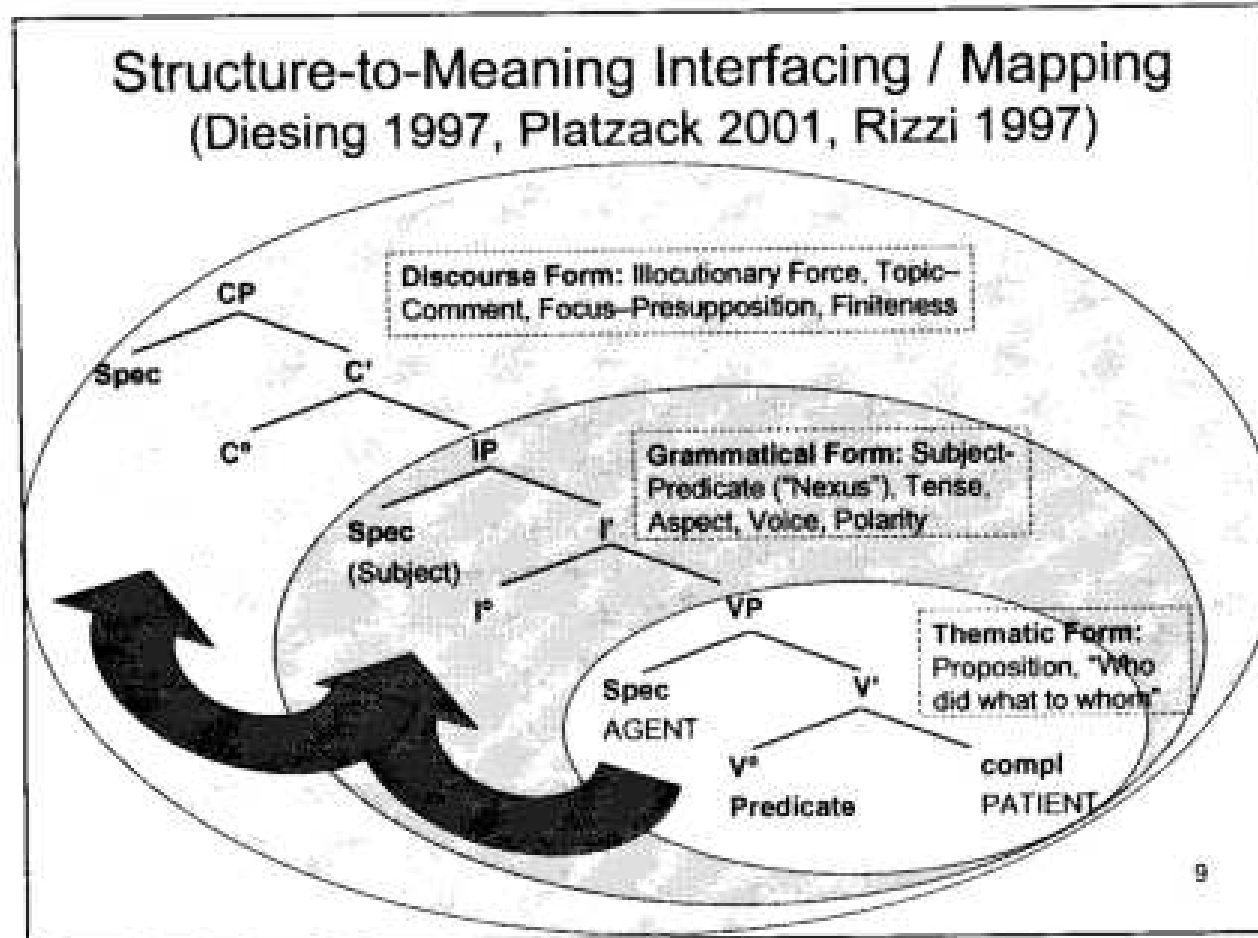 Structure-to-Meaning Interfacing / Mapping
(Diesing 1997, Platzack 2001, Rizzi 1997)
Discourse Form: Illocutionary Force, Topic–
Comment, Focus–Presupposition, Finiteness
CP
Spec
C'
C°
IP
Grammatical Form: Subject-
Predicate ("Nexus"), Tense,
Aspect, Voice, Polarity
Spec
(Subject)
I'
I°
VP
Thematic Form:
Proposition, "Who
did what to whom"
Spec
AGENT
V'
V°
Predicate
compl
PATIENT
9